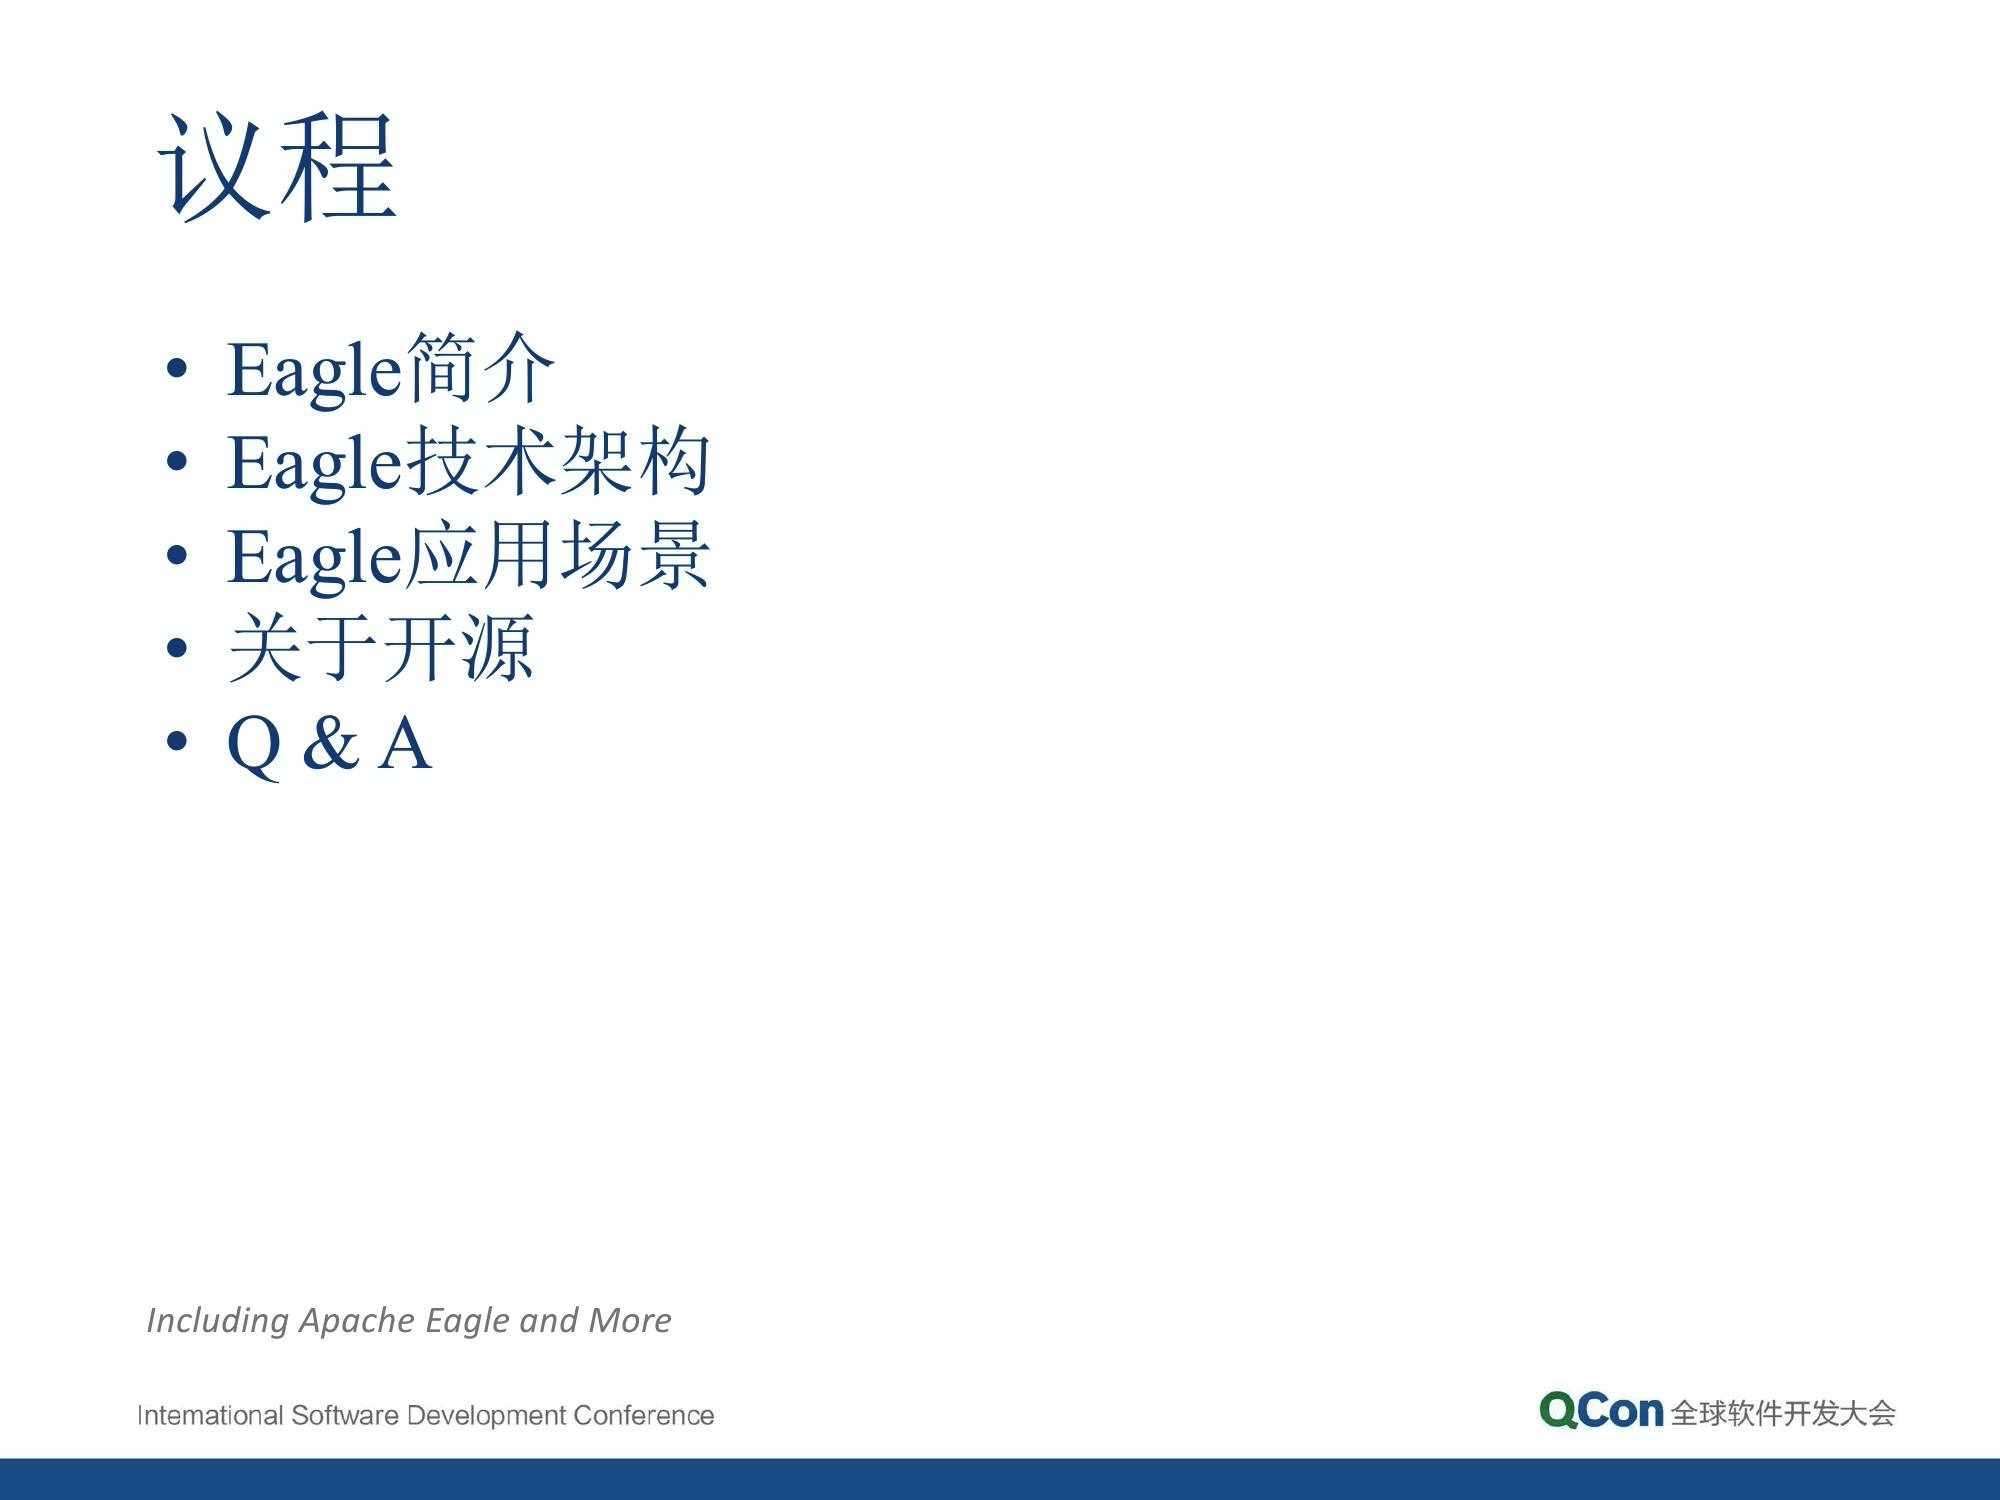 议程
• Eagle简介
• Eagle技术架构
• Eagle应用场景
• 关于开源
• Q & A
Including Apache Eagle and More
International Software Development Conference
QCon 全球软件开发大会